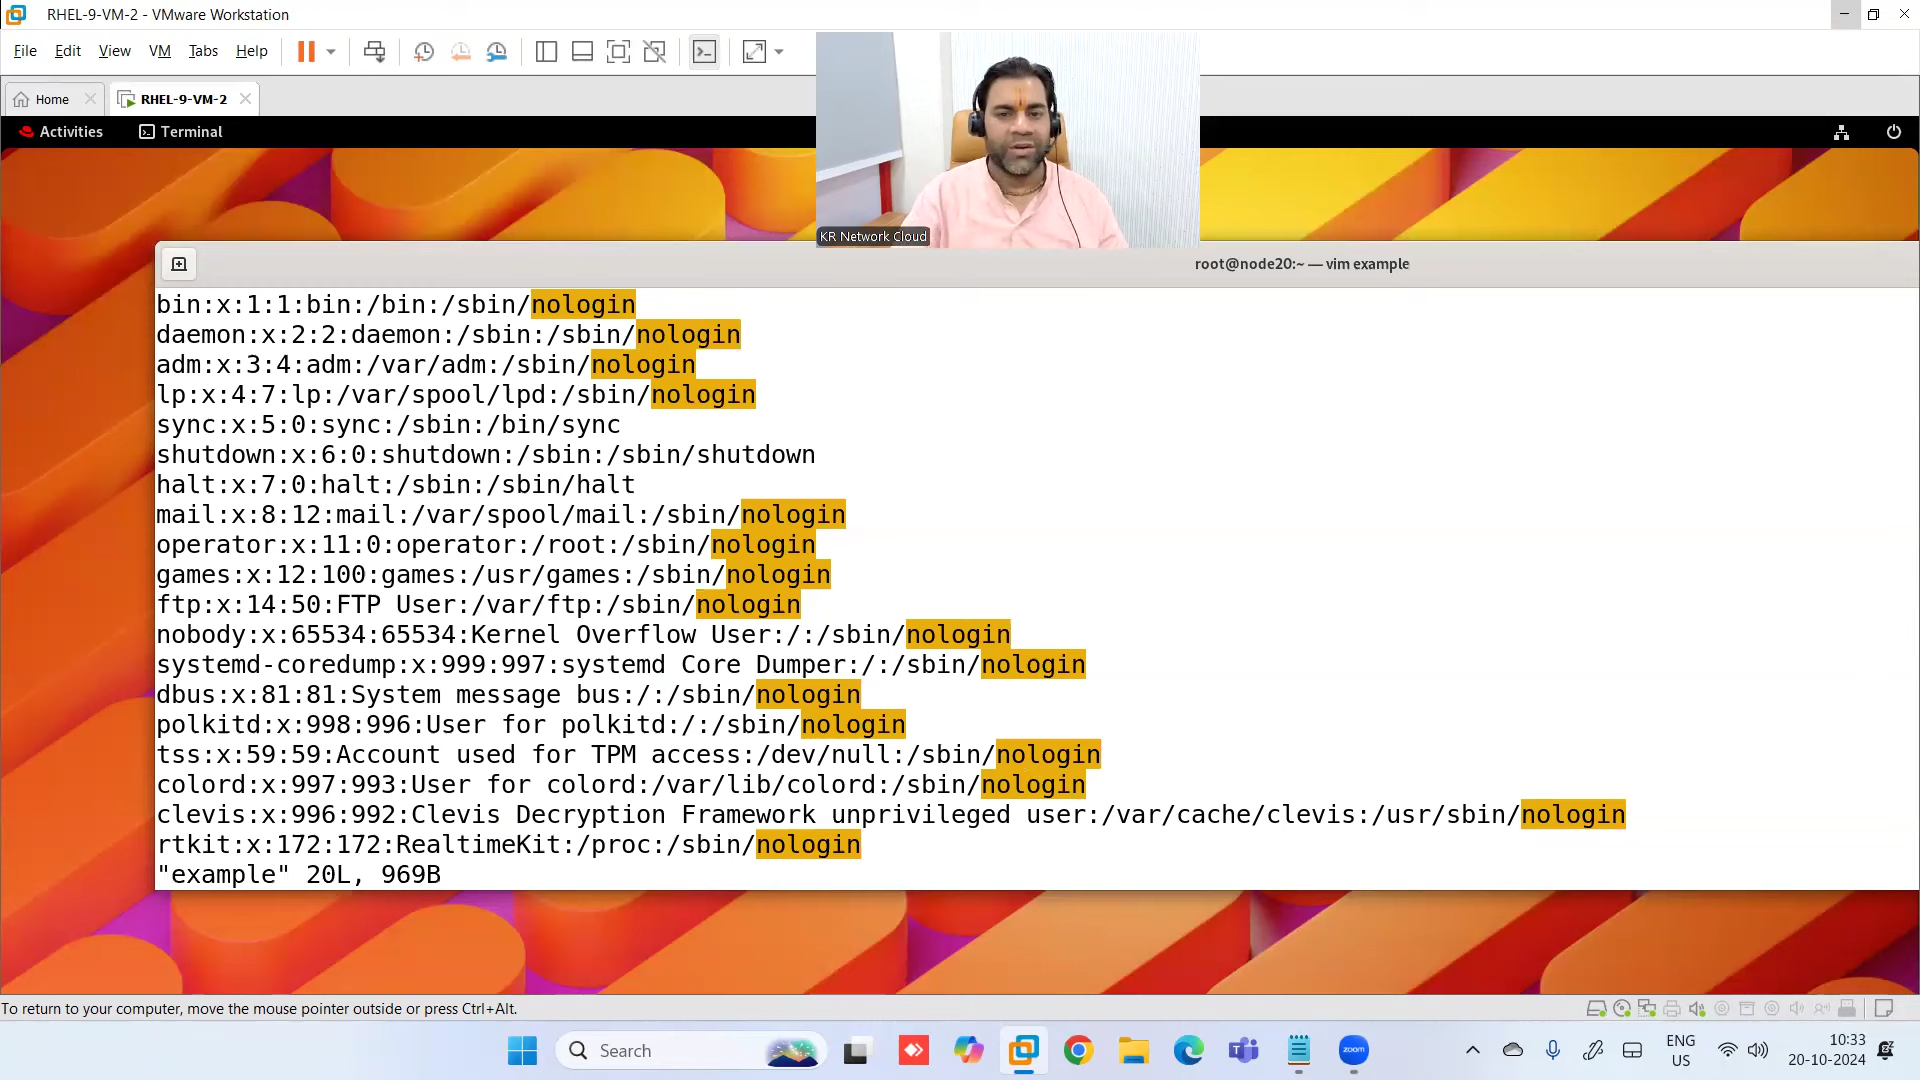 RHEL-9-VM-2 - VMware Workstation
File Edit View VM Tabs Help
Home RHEL-9-VM-2
Activities Terminal
KR Network Cloud
root@node20:~ — vim example
bin:x:1:1:bin:/bin:/sbin/nologin
daemon:x:2:2:daemon:/sbin:/sbin/nologin
adm:x:3:4:adm:/var/adm:/sbin/nologin
lp:x:4:7:lp:/var/spool/lpd:/sbin/nologin
sync:x:5:0:sync:/sbin:/bin/sync
shutdown:x:6:0:shutdown:/sbin:/sbin/shutdown
halt:x:7:0:halt:/sbin:/sbin/halt
mail:x:8:12:mail:/var/spool/mail:/sbin/nologin
operator:x:11:0:operator:/root:/sbin/nologin
games:x:12:100:games:/usr/games:/sbin/nologin
ftp:x:14:50:FTP User:/var/ftp:/sbin/nologin
nobody:x:65534:65534:Kernel Overflow User:/:/sbin/nologin
systemd-coredump:x:999:997:systemd Core Dumper:/:/sbin/nologin
dbus:x:81:81:System message bus:/:/sbin/nologin
polkitd:x:998:996:User for polkitd:/:/sbin/nologin
tss:x:59:59:Account used for TPM access:/dev/null:/sbin/nologin
colord:x:997:993:User for colord:/var/lib/colord:/sbin/nologin
clevis:x:996:992:Clevis Decryption Framework unprivileged user:/var/cache/clevis:/usr/sbin/nologin
rtkit:x:172:172:RealtimeKit:/proc:/sbin/nologin
"example" 20L, 969B
To return to your computer, move the mouse pointer outside or press Ctrl+Alt.
Search
zoom
ENG
US
10:33
20-10-2024